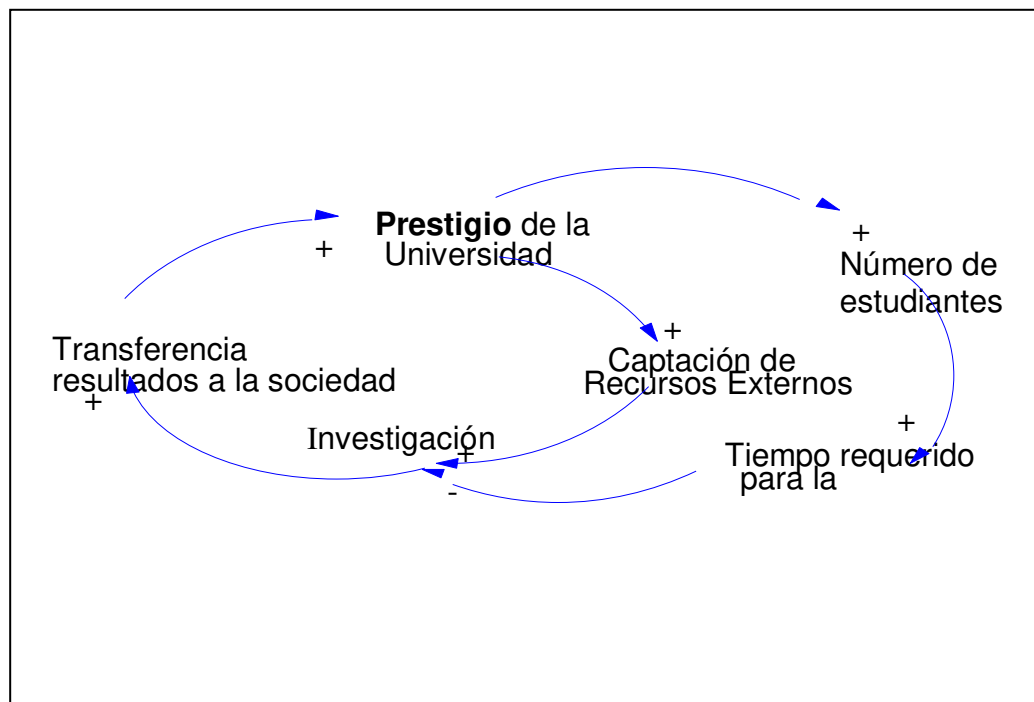 Prestigio de la
Universidad
+
+
Número de
estudiantes
+
Captación de
Recursos Externos
Transferencia
resultados a la sociedad
+
Investigación
+
+
Tiempo requerido
para la
-